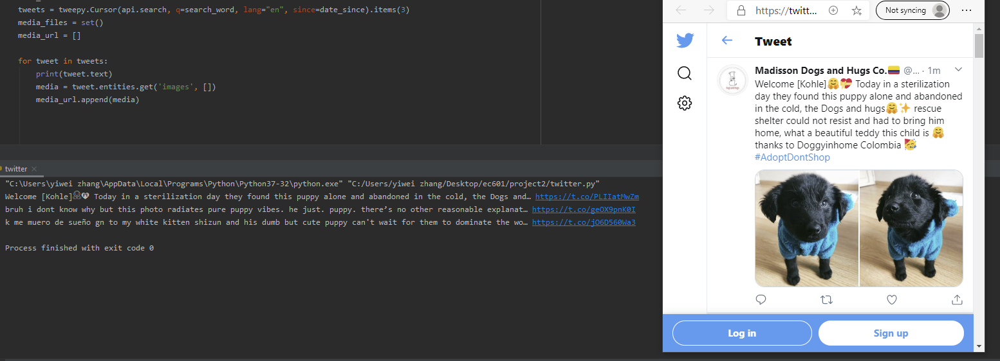 tweets = tweepy.Cursor(api.search, q=search_word, lang="en", since=date_since).items(3)
media_files = set()
media_url = []
for tweet in tweets:
print(tweet.text)
media = tweet.entities.get('images', [])
media_url.append(media)
twitter
"C:\Users\yiwei zhang\AppData\Local\Programs\Python\Python37-32\python.exe" "C:/Users/yiwei zhang/Desktop/ec601/project2/twitter.py"
Welcome [Kohle]🤗💝 Today in a sterilization day they found this puppy alone and abandoned in the cold, the Dogs and… https://t.co/PLIIatMwZm
bruh i dont know why but this photo radiates pure puppy vibes. he just. puppy. there’s no other reasonable explanat… https://t.co/geOX9pnK0I
k me muero de sueño gn to my white kitten shizun and his dumb but cute puppy can't wait for them to dominate the wo… https://t.co/jO6D560Wa3
Process finished with exit code 0
https://twitt...
Not syncing
Tweet
Madisson Dogs and Hugs Co.🇨🇴 @... · 1m
Welcome [Kohle]🤗💝 Today in a sterilization
day they found this puppy alone and abandoned
in the cold, the Dogs and hugs🤗✨ rescue
shelter could not resist and had to bring him
home, what a beautiful teddy this child is 🤗
thanks to Doggyinhome Colombia 🥳
#AdoptDontShop
Log in
Sign up